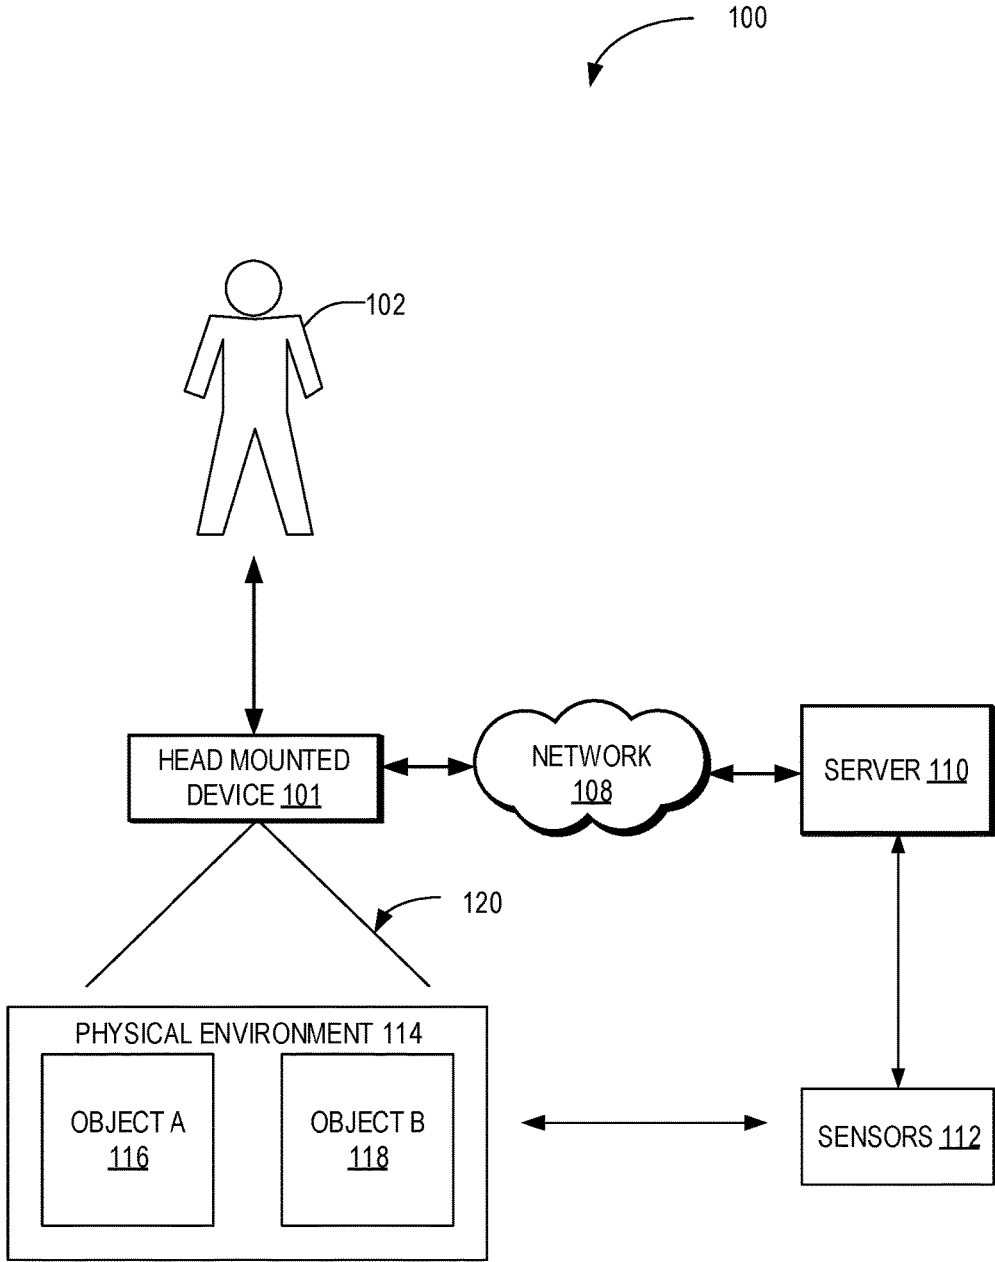 100
102
HEAD MOUNTED
DEVICE 101
NETWORK
108
SERVER 110
120
PHYSICAL ENVIRONMENT 114
OBJECT A
116
OBJECT B
118
SENSORS 112